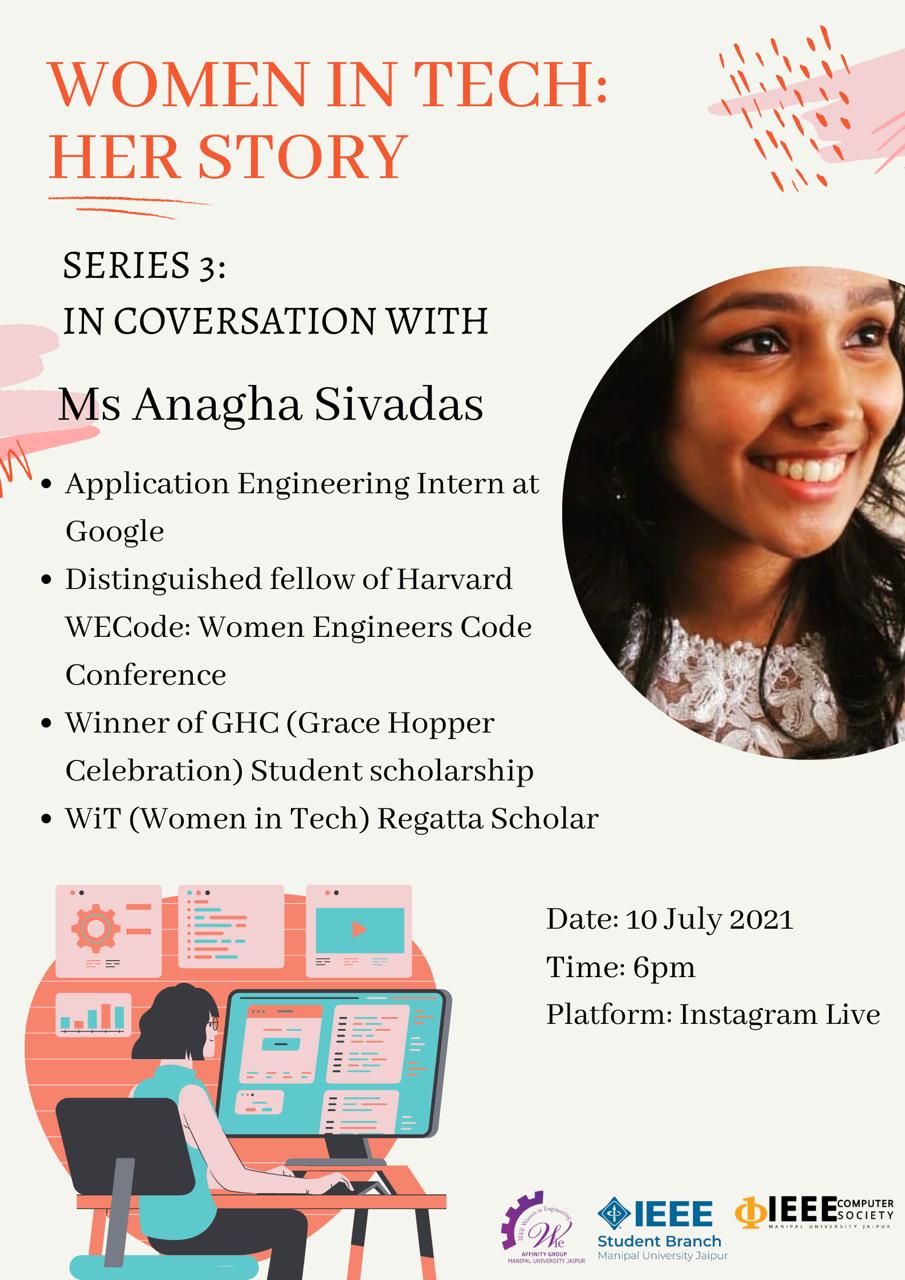 WOMEN IN TECH:
HER STORY
SERIES 3:
IN COVERSATION WITH
Ms Anagha Sivadas
• Application Engineering Intern at
Google
• Distinguished fellow of Harvard
WECode: Women Engineers Code
Conference
• Winner of GHC (Grace Hopper
Celebration) Student scholarship
• WiT (Women in Tech) Regatta Scholar
Date: 10 July 2021
Time: 6pm
Platform: Instagram Live
IEEE Women in Engineering
WIE
AFFINITY GROUP
MANIPAL UNIVERSITY JAIPUR
IEEE
Student Branch
Manipal University Jaipur
IEEE COMPUTER
SOCIETY
MANIPAL UNIVERSITY JAIPUR